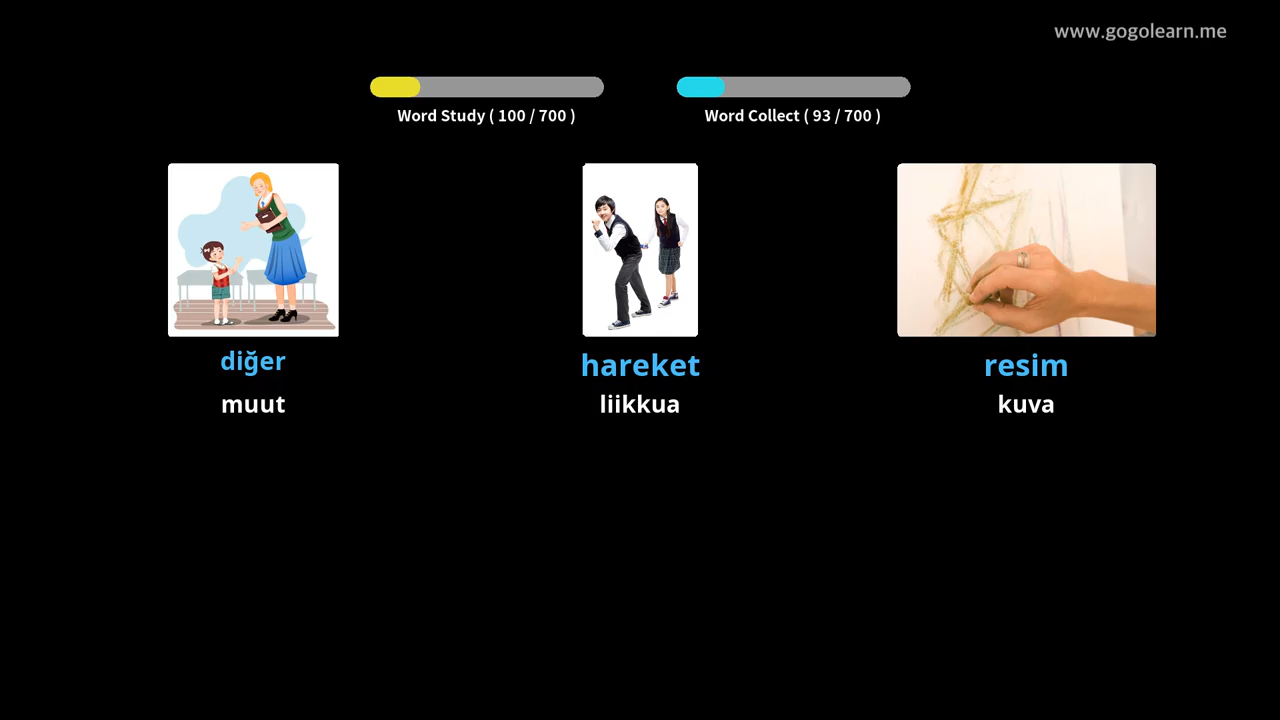 www.gogolearn.me
Word Study ( 100 / 700 )
Word Collect ( 93 / 700 )
diğer
hareket
resim
muut
liikkua
kuva